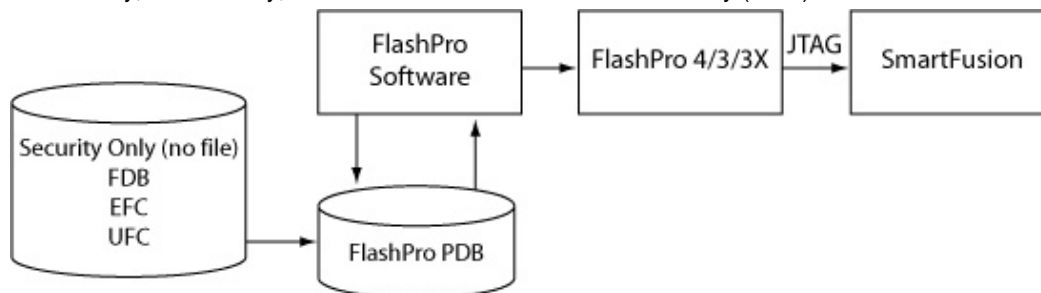 FlashPro
Software
FlashPro 4/3/3X
JTAG
SmartFusion
Security Only (no file)
FDB
EFC
UFC
FlashPro PDB